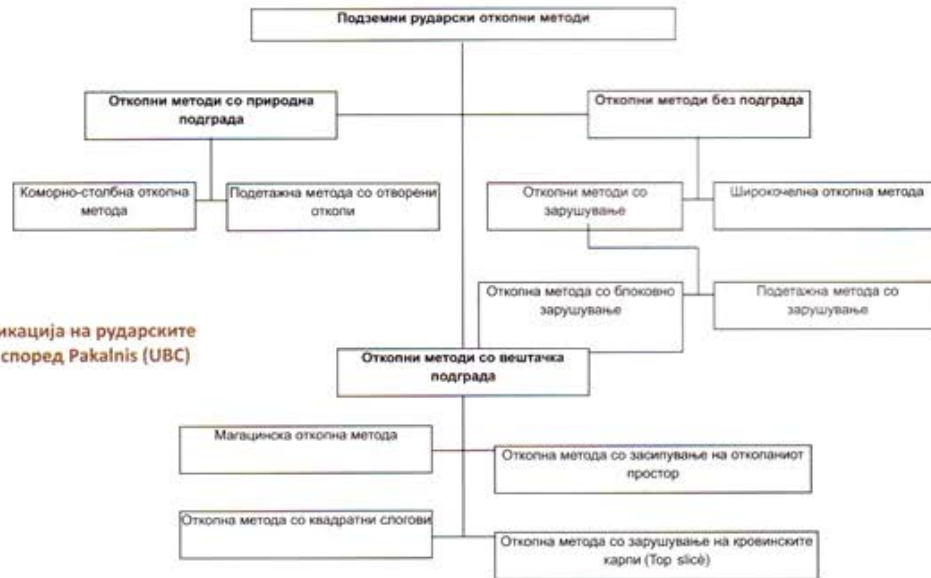 Подземни рударски откопни методи
Откопни методи со природна
подграда
Откопни методи без подграда
Коморно-столбна откопна
метода
Подетажна метода со отворени
откопи
Откопни методи со
зарушување
Широкочелна откопна метода
Откопна метода со блоковно
зарушување
Подетажна метода со
зарушување
икација на рударските
според Pakalnis (UBC)
Откопни методи со вештачка
подграда
Магацинска откопна метода
Откопна метода со засипување на откопаниот
простор
Откопна метода со квадратни слогови
Откопна метода со зарушување на кровинските
карпи (Top slicè)